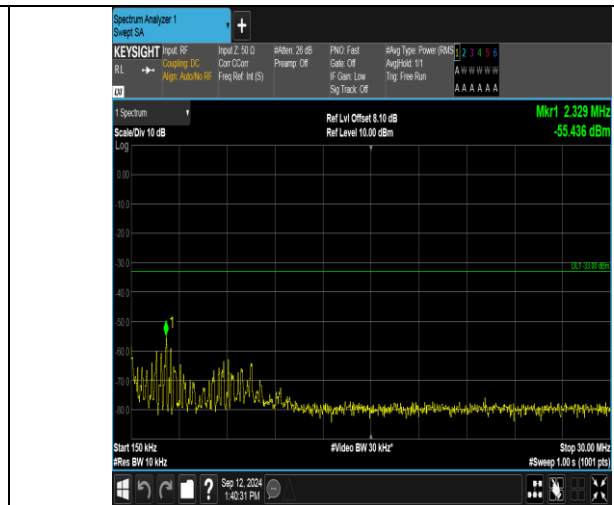 Spectrum Analyzer 1
Swept SA
+
KEYSIGHT Input: RF Input Z: 50 Ω #Atten: 26 dB PNO: Fast #Avg Type: Power (RMS 1 2 3 4 5 6
RL Coupling: DC Corr CCorr Preamp: Off Gate: Off Avg|Hold: 1/1 A W W W W W
Align: Auto/No RF Freq Ref: Int (S) IF Gain: Low Trig: Free Run
Sig Track: Off A A A A A A
LXI
1 Spectrum Ref Lvl Offset 8.10 dB Mkr1 2.329 MHz
Scale/Div 10 dB Ref Level 10.00 dBm -55.436 dBm
Log
0.00
-10.0
-20.0
-30.0 DL1 -33.00 dBm
-40.0
-50.0
1
-60.0
-70.0
-80.0
Start 150 kHz #Video BW 30 kHz* Stop 30.00 MHz
#Res BW 10 kHz #Sweep 1.00 s (1001 pts)
? Sep 12, 2024
1:40:31 PM